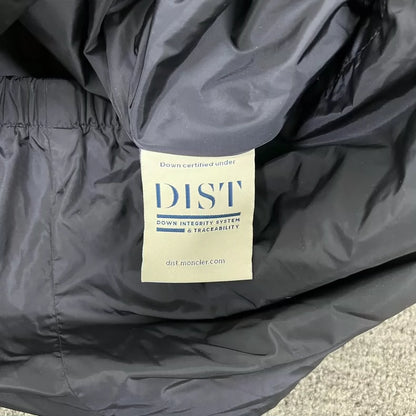 Down certified under
DIST
DOWN INTEGRITY SYSTEM
& TRACEABILITY
dist.moncler.com